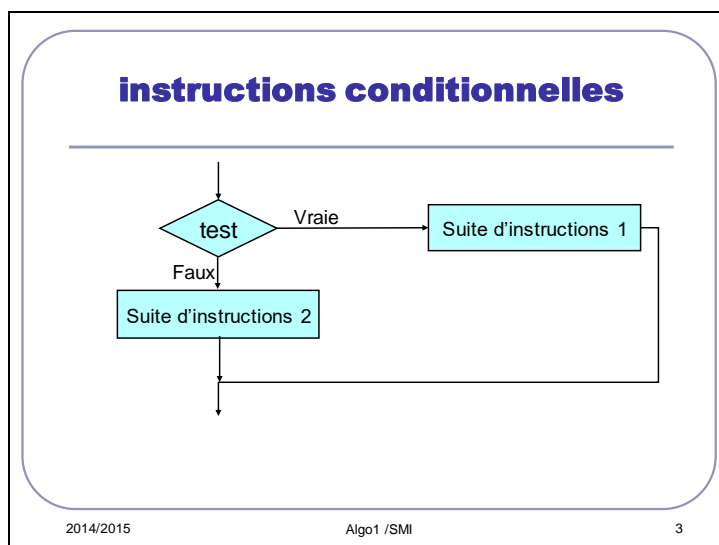 instructions conditionnelles
test
Vraie
Suite d'instructions 1
Faux
Suite d'instructions 2
2014/2015
Algo1 /SMI
3